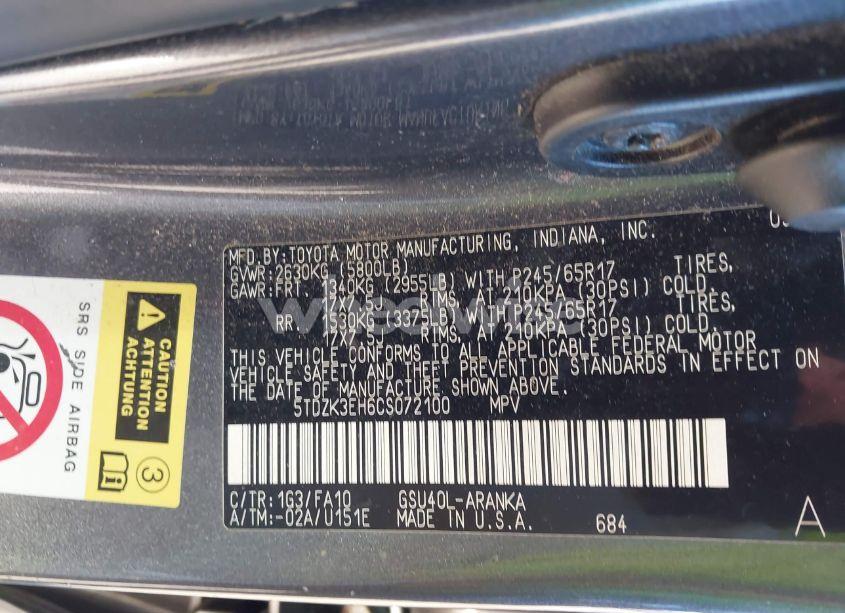 MFD.BY:TOYOTA MOTOR MANUFACTURING, INDIANA, INC.
GVWR:2630KG (5800LB)
GAWR:FRT. 1340KG (2955LB) WITH P245/65R17 TIRES,
17X7.5J RIMS, AT 210KPA (30PSI) COLD.
RR. 1530KG (3375LB) WITH P245/65R17 TIRES,
17X7.5J RIMS, AT 210KPA (30PSI) COLD.
THIS VEHICLE CONFORMS TO ALL APPLICABLE FEDERAL MOTOR
VEHICLE SAFETY AND THEFT PREVENTION STANDARDS IN EFFECT ON
THE DATE OF MANUFACTURE SHOWN ABOVE.
5TDZK3EH6CS072100 MPV
C/TR:1G3/FA10 GSU40L-ARANKA
A/TM:-02A/U151E MADE IN U.S.A. 684
A
SRS SIDE AIRBAG
CAUTION
ATTENTION
ACHTUNG
3